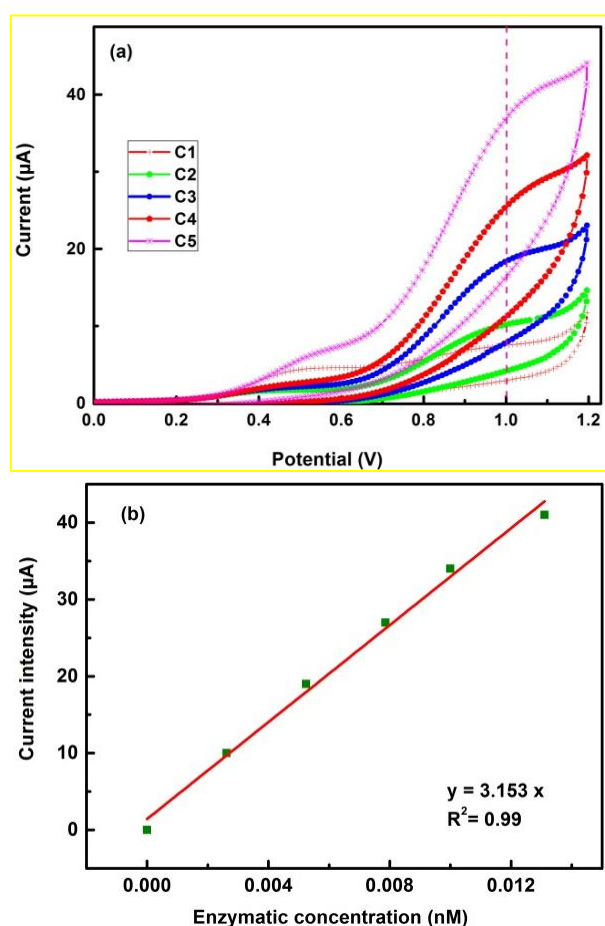 (a)
40
20
0
Current (µA)
C1
C2
C3
C4
C5
0.0 0.2 0.4 0.6 0.8 1.0 1.2
Potential (V)
(b)
40
30
20
10
0
Current intensity (µA)
y = 3.153 x
R²= 0.99
0.000 0.004 0.008 0.012
Enzymatic concentration (nM)